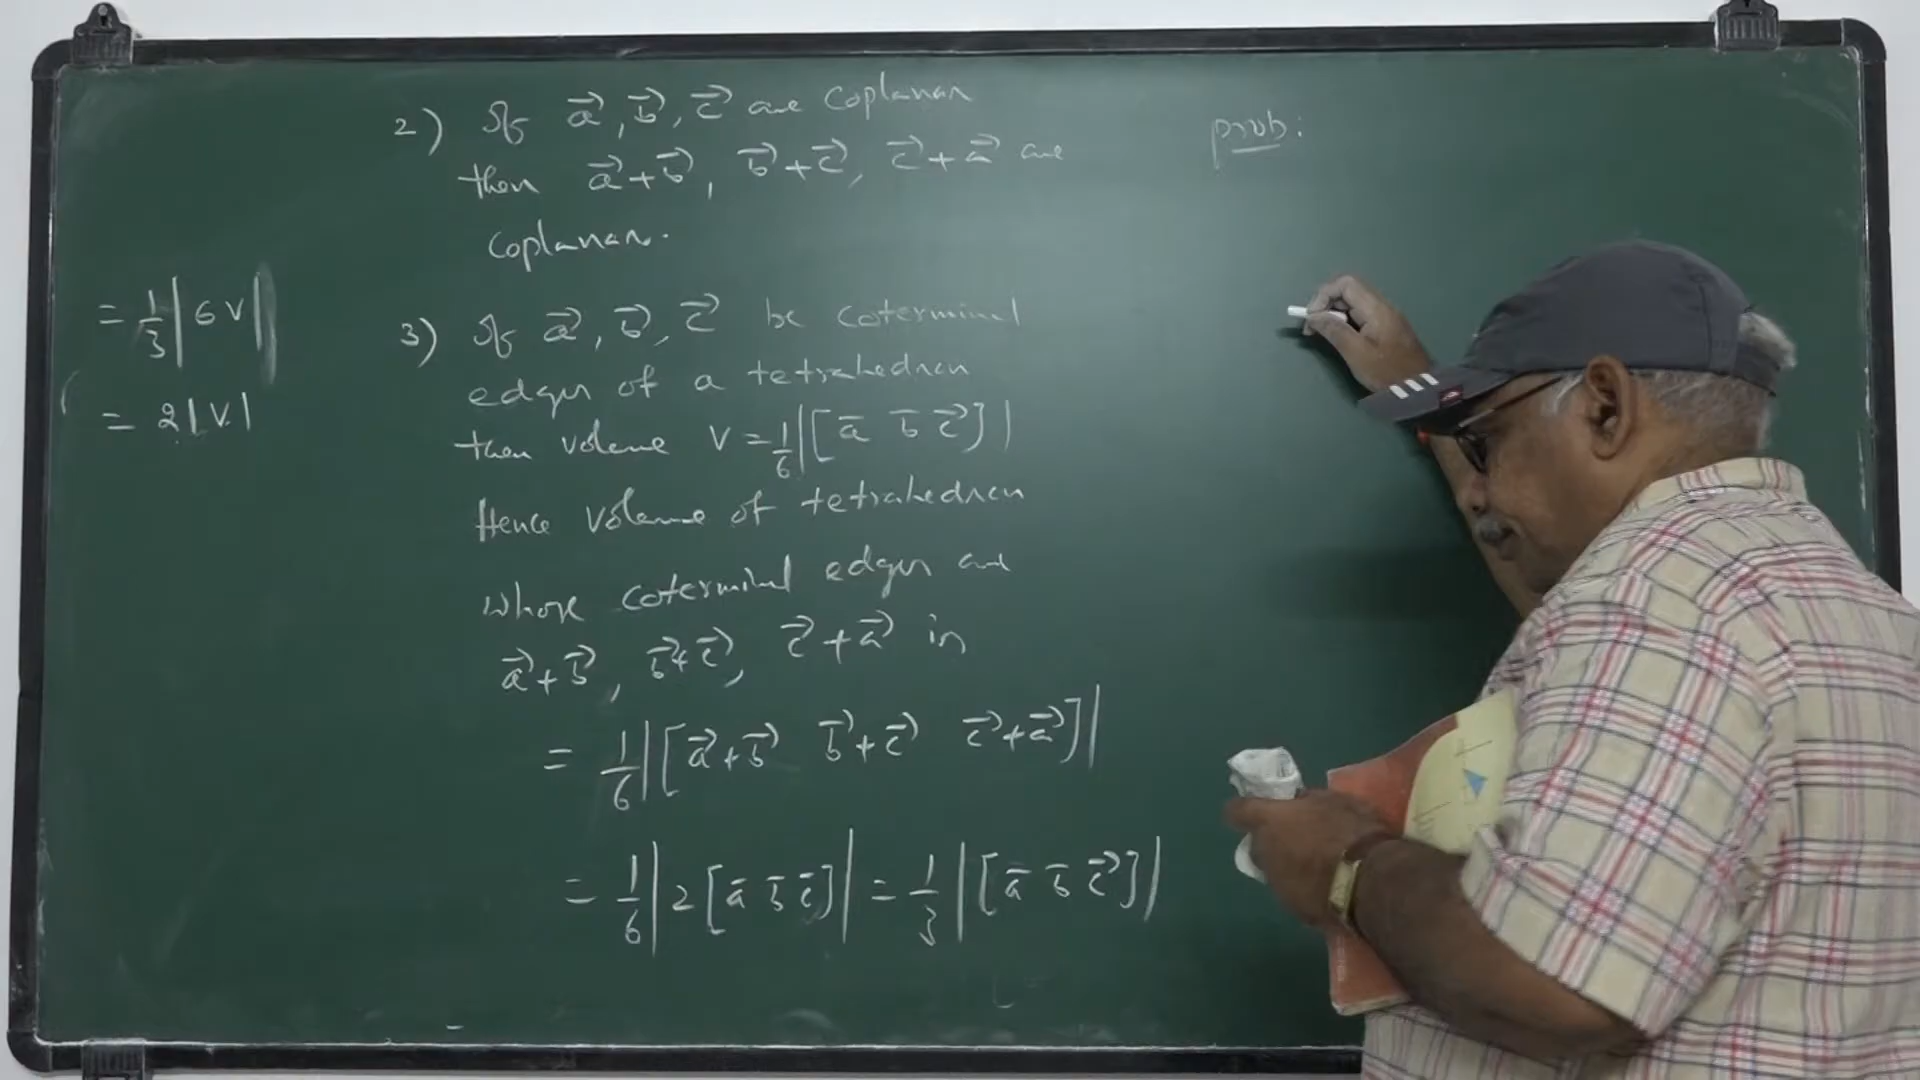 2) If a⃗, b⃗, c⃗ are coplanar
then a⃗+b⃗, b⃗+c⃗, c⃗+a⃗ are
coplanar.
3) If a⃗, b⃗, c⃗ be coterminal
edges of a tetrahedron
then volume V = 1/6 |[a̅ b̅ c⃗]|
Hence volume of tetrahedron
whose coterminal edges are
a⃗+b⃗, b⃗+c⃗, c⃗+a⃗ is
= 1/6 |[a⃗+b⃗ b⃗+c⃗ c⃗+a⃗]|
= 1/6 |2[a̅ b̅ c̅]| = 1/3 |[a̅ b̅ c⃗]|
= 1/3 |6V|
= 2|V|
prob: